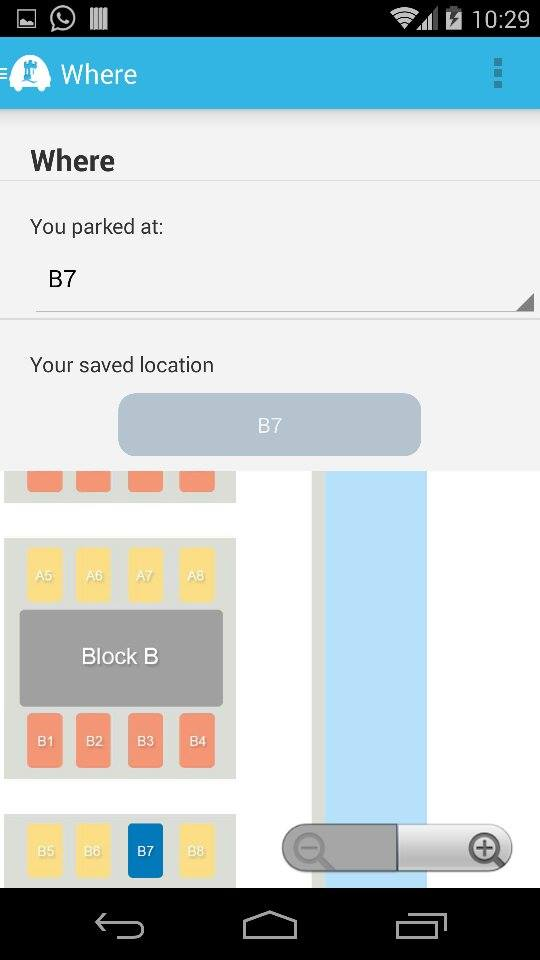 10:29
Where
Where
You parked at:
B7
Your saved location
B7
A5 A6 A7 A8
Block B
B1 B2 B3 B4
B5 B6 B7 B8